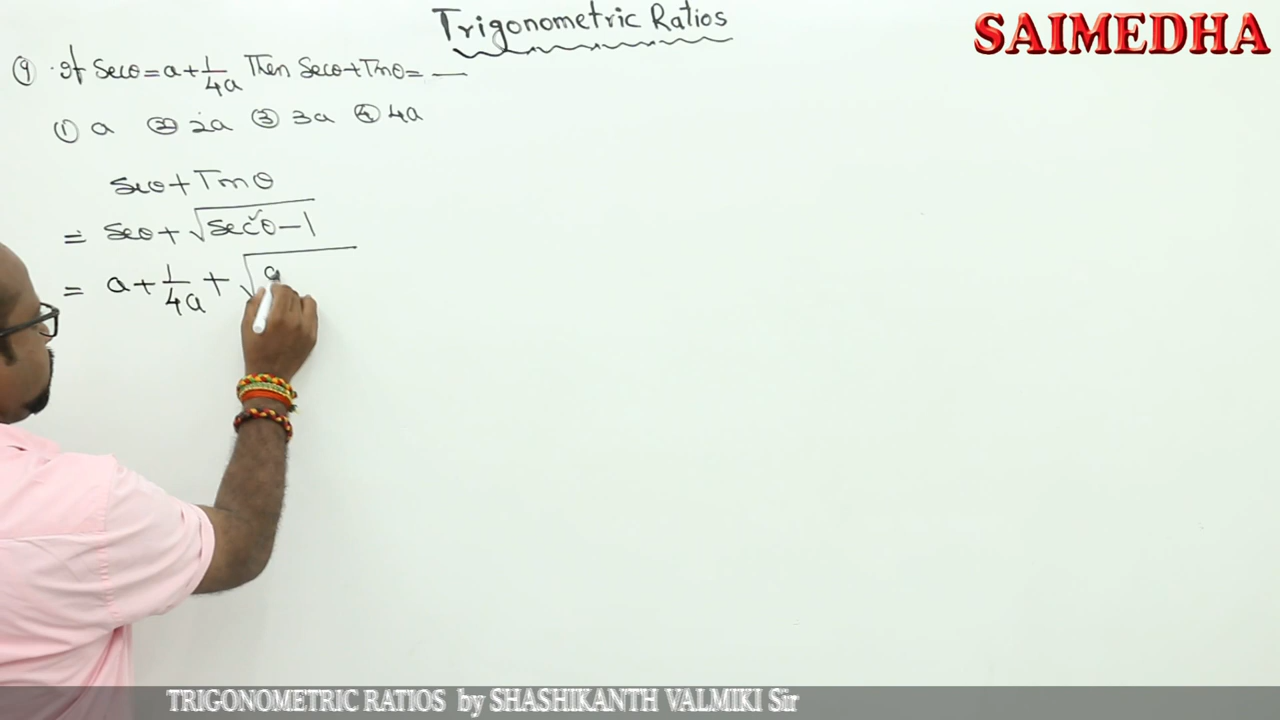 Trigonometric Ratios
SAIMEDHA
⑨ If Secθ = a + 1/4a Then Secθ + Tanθ = __
① a ② 2a ③ 3a ④ 4a
Secθ + Tanθ
= Secθ + √(Sec²θ - 1)
= a + 1/4a + √a
TRIGONOMETRIC RATIOS by SHASHIKANTH VALMIKI Sir